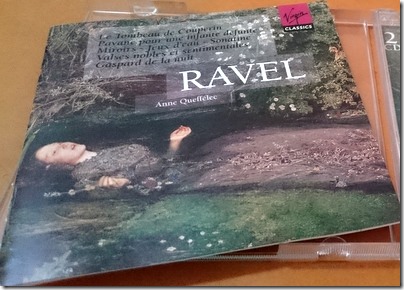 Le Tombeau de Couperin
Pavane pour une infante défunte
Miroirs - Jeux d'eau - Sonatine
Valses nobles et sentimentales
Gaspard de la nuit
Virgin
CLASSICS
RAVEL
Anne Queffélec
2